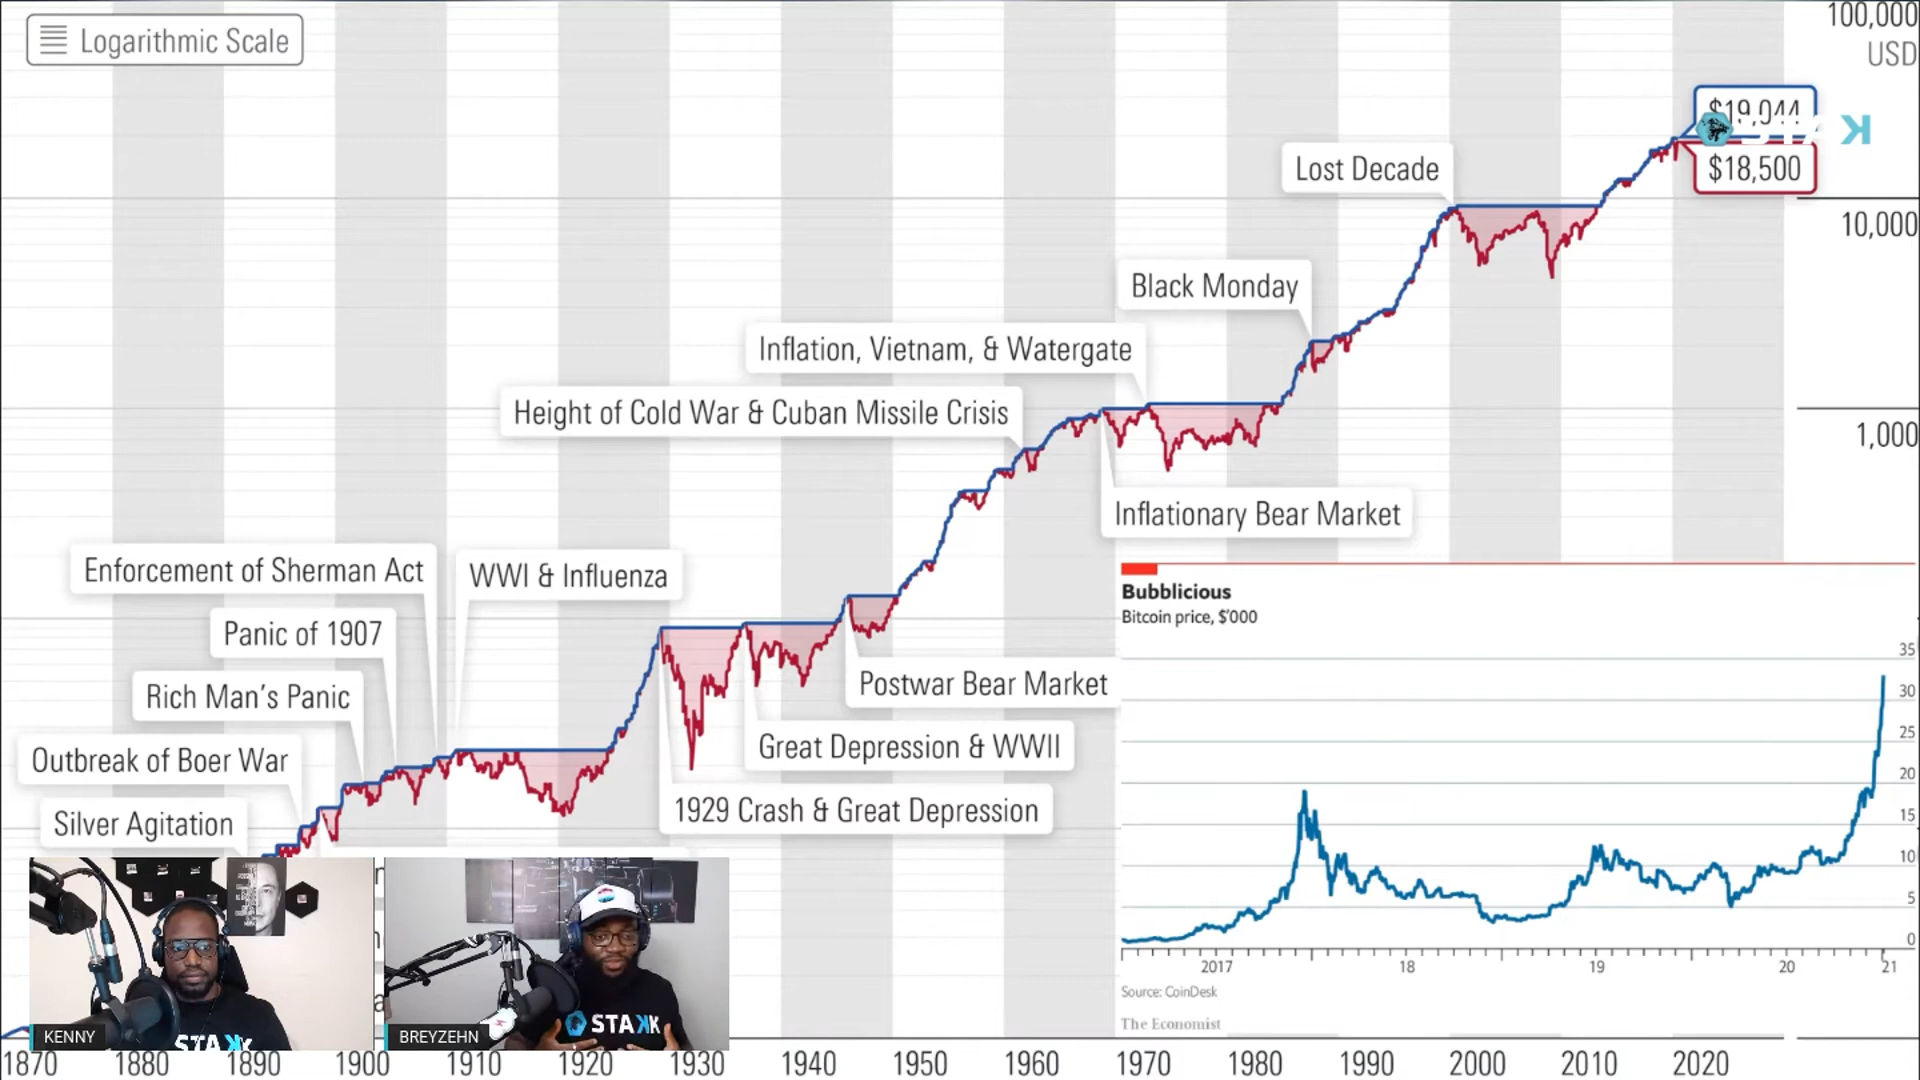 Logarithmic Scale
100,000
USD
$19,044
STAKK
$18,500
Lost Decade
10,000
Black Monday
Inflation, Vietnam, & Watergate
Height of Cold War & Cuban Missile Crisis
1,000
Inflationary Bear Market
Enforcement of Sherman Act
WWI & Influenza
Panic of 1907
Rich Man's Panic
Postwar Bear Market
Outbreak of Boer War
Great Depression & WWII
Silver Agitation
1929 Crash & Great Depression
Bubblicious
Bitcoin price, $'000
35
30
25
20
15
10
5
0
2017 18 19 20 21
Source: CoinDesk
The Economist
KENNY
STAKK
BREYZEHN
STAKK
1870 1880 1890 1900 1910 1920 1930 1940 1950 1960 1970 1980 1990 2000 2010 2020